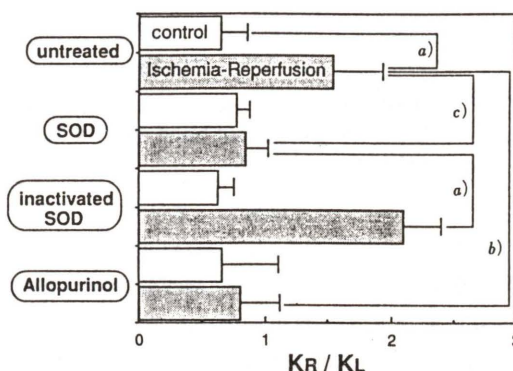 control
a)
untreated
Ischemia-Reperfusion
c)
SOD
a)
inactivated
SOD
b)
Allopurinol
0 1 2 3
KR / KL